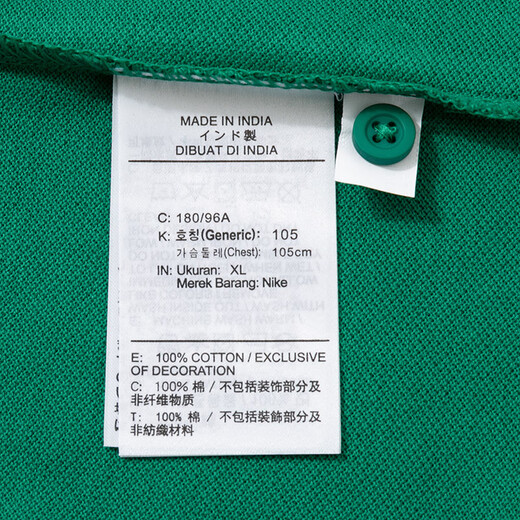 MADE IN INDIA
インド製
DIBUAT DI INDIA
C: 180/96A
K: 호칭(Generic): 105
가슴둘레(Chest): 105cm
IN: Ukuran: XL
Merek Barang: Nike
E: 100% COTTON / EXCLUSIVE
OF DECORATION
C: 100% 棉 / 不包括装饰部分及
非纤维物质
T: 100% 棉 / 不包括裝飾部分及
非紡織材料